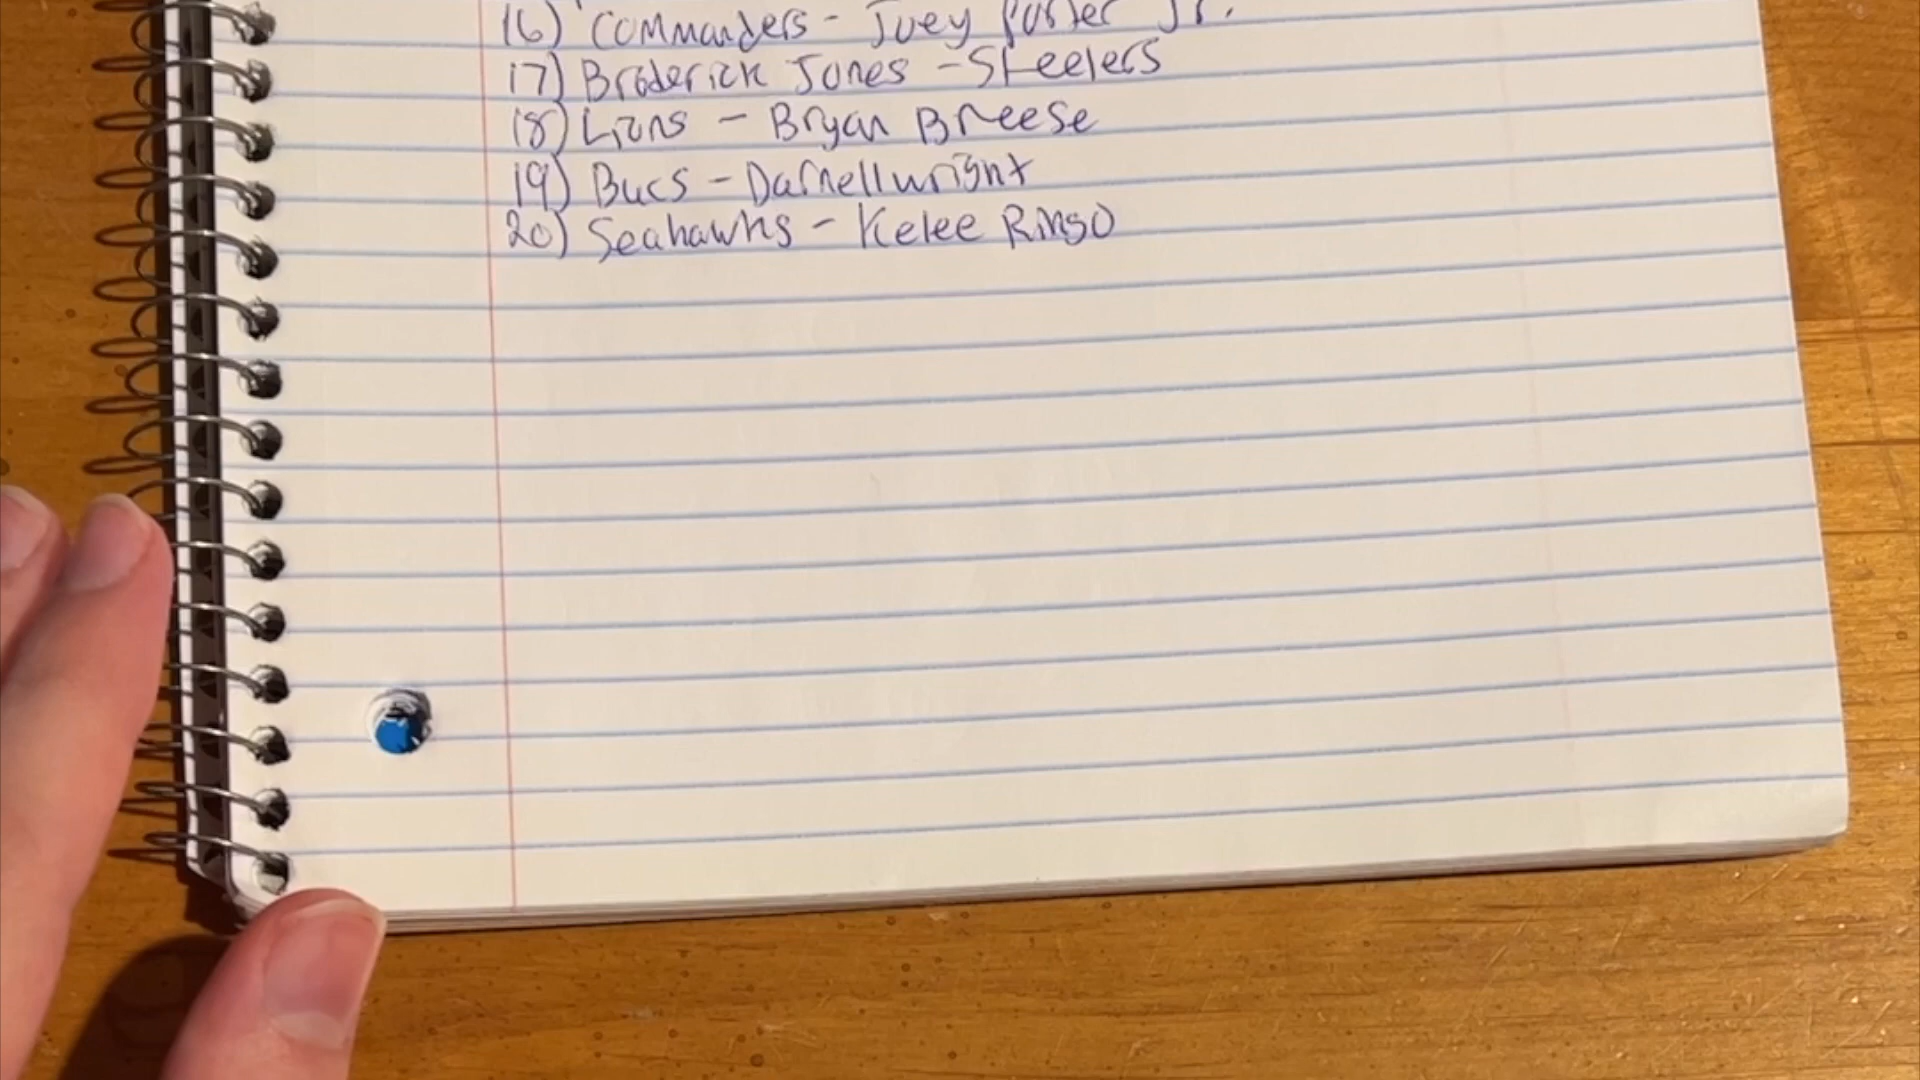 16) Commanders - Joey Porter Jr.
17) Broderick Jones - Steelers
18) Lions - Bryan Breese
19) Bucs - Darnell wright
20) Seahawks - Kelee Ringo